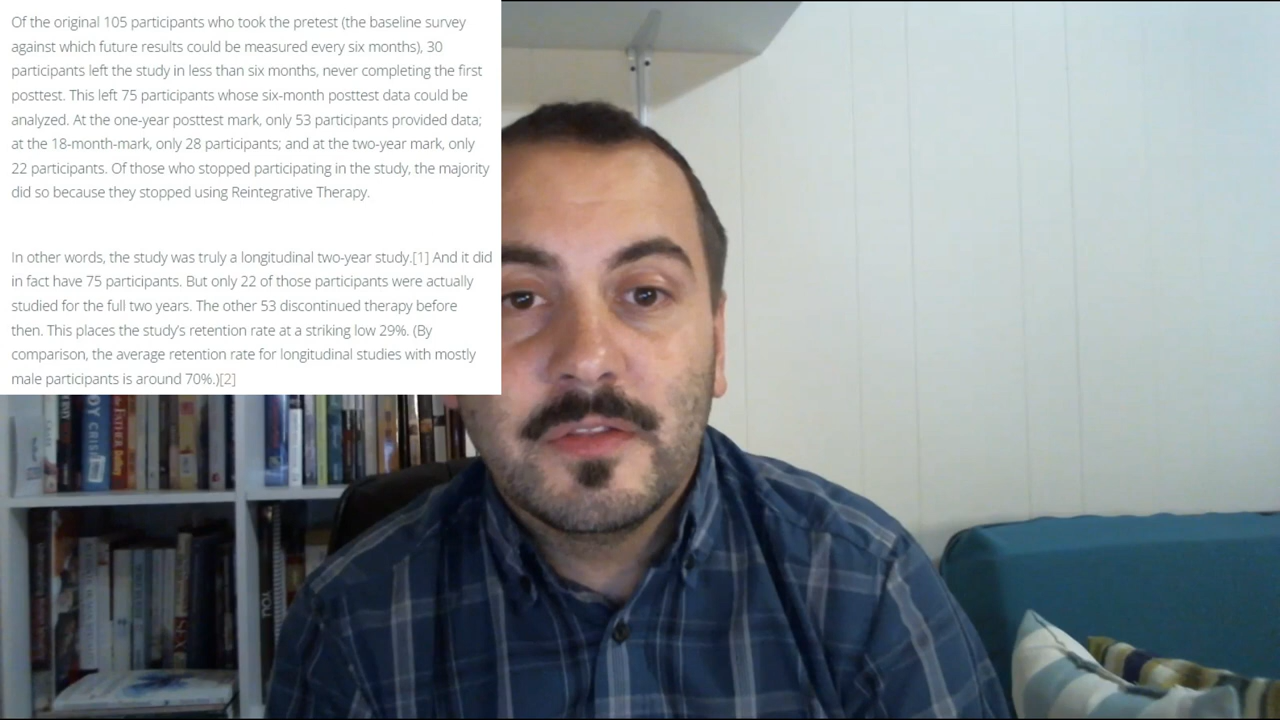 Of the original 105 participants who took the pretest (the baseline survey
against which future results could be measured every six months), 30
participants left the study in less than six months, never completing the first
posttest. This left 75 participants whose six-month posttest data could be
analyzed. At the one-year posttest mark, only 53 participants provided data;
at the 18-month-mark, only 28 participants; and at the two-year mark, only
22 participants. Of those who stopped participating in the study, the majority
did so because they stopped using Reintegrative Therapy.
In other words, the study was truly a longitudinal two-year study.[1] And it did
in fact have 75 participants. But only 22 of those participants were actually
studied for the full two years. The other 53 discontinued therapy before
then. This places the study's retention rate at a striking low 29%. (By
comparison, the average retention rate for longitudinal studies with mostly
male participants is around 70%.)[2]